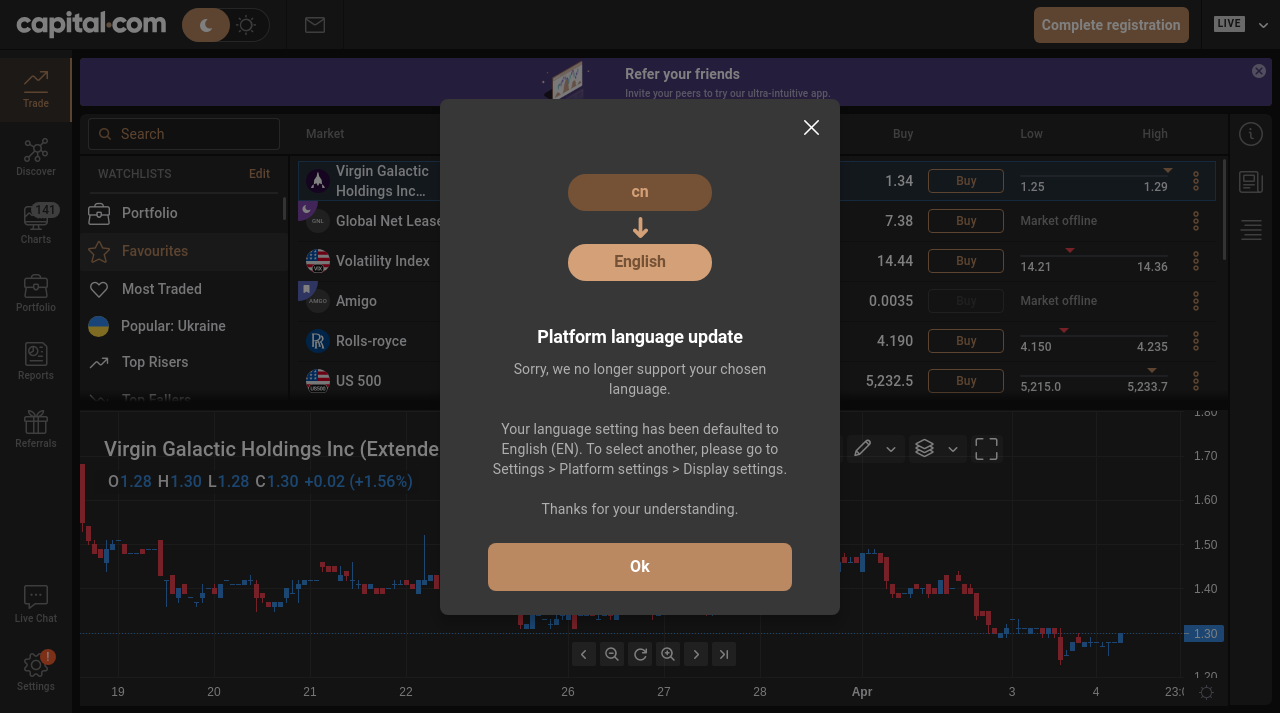 capital.com
Complete registration
LIVE
Trade
Discover
141
Charts
Portfolio
Reports
Referrals
Live Chat
!
Settings
Refer your friends
Invite your peers to try our ultra-intuitive app.
Search
WATCHLISTS
Edit
Portfolio
Favourites
Most Traded
Popular: Ukraine
Top Risers
Top Fallers
Market
Buy
Low
High
Virgin Galactic
Holdings Inc…
1.34
Buy
1.25
1.29
GNL
Global Net Lease
7.38
Buy
Market offline
VIX
Volatility Index
14.44
Buy
14.21
14.36
AMIGO
Amigo
0.0035
Buy
Market offline
Rolls-royce
4.190
Buy
4.150
4.235
US500
US 500
5,232.5
Buy
5,215.0
5,233.7
cn
English
Platform language update
Sorry, we no longer support your chosen
language.
Your language setting has been defaulted to
English (EN). To select another, please go to
Settings > Platform settings > Display settings.
Thanks for your understanding.
Ok
Virgin Galactic Holdings Inc (Extende
O1.28 H1.30 L1.28 C1.30 +0.02 (+1.56%)
1.80
1.70
1.60
1.50
1.40
1.30
1.20
19
20
21
22
26
27
28
Apr
3
4
23:0